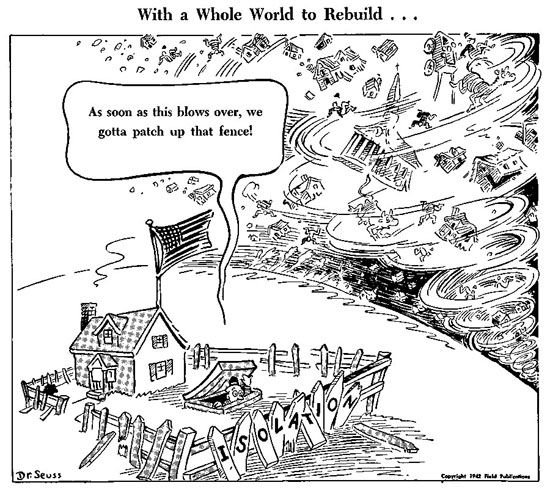 With a Whole World to Rebuild . . .
As soon as this blows over, we
gotta patch up that fence!
ISOLATION
Dr. Seuss
Copyright 1942 Field Publications